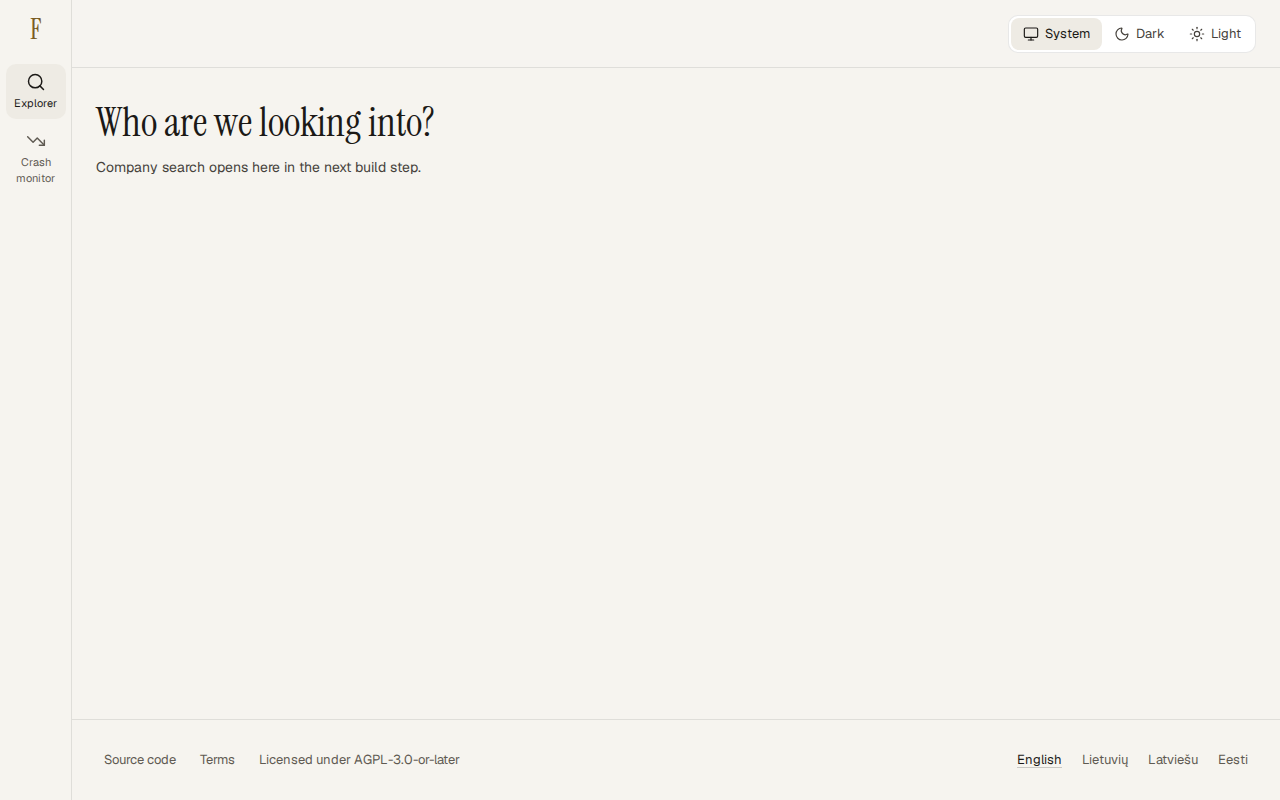 F
System
Dark
Light
Explorer
Crash
monitor
Who are we looking into?
Company search opens here in the next build step.
Source code
Terms
Licensed under AGPL-3.0-or-later
English
Lietuvių
Latviešu
Eesti